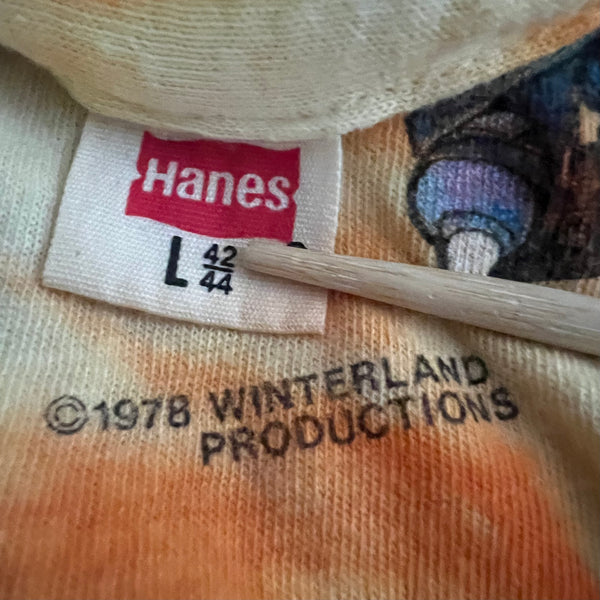 Hanes
L 42/44
©1978 WINTERLAND
PRODUCTIONS